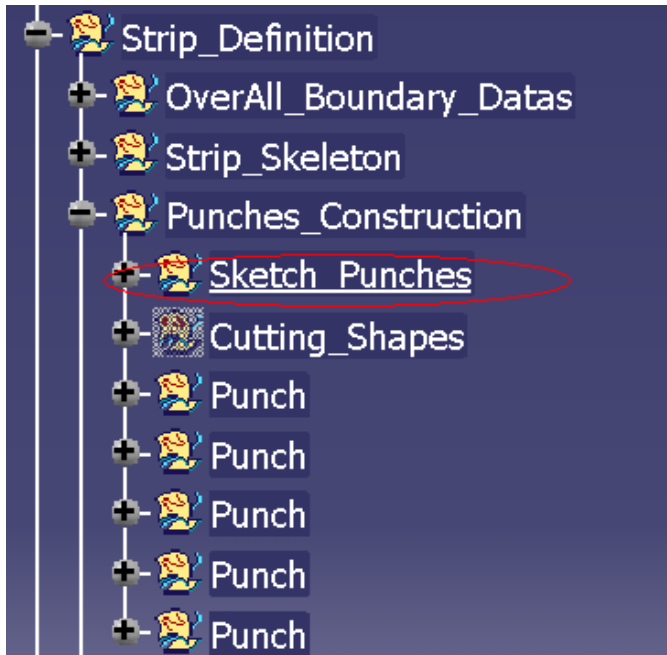 Strip_Definition
OverAll_Boundary_Datas
Strip_Skeleton
Punches_Construction
Sketch_Punches
Cutting_Shapes
Punch
Punch
Punch
Punch
Punch